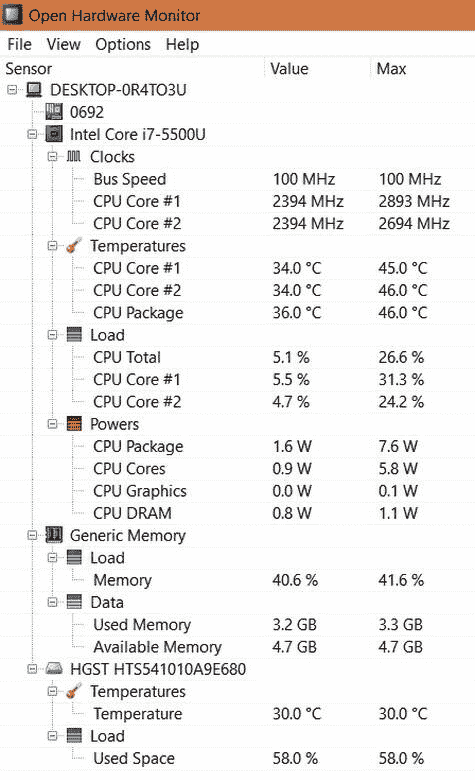 Open Hardware Monitor
File View Options Help
Sensor Value Max
DESKTOP-0R4TO3U
0692
Intel Core i7-5500U
Clocks
Bus Speed 100 MHz 100 MHz
CPU Core #1 2394 MHz 2893 MHz
CPU Core #2 2394 MHz 2694 MHz
Temperatures
CPU Core #1 34.0 °C 45.0 °C
CPU Core #2 34.0 °C 46.0 °C
CPU Package 36.0 °C 46.0 °C
Load
CPU Total 5.1 % 26.6 %
CPU Core #1 5.5 % 31.3 %
CPU Core #2 4.7 % 24.2 %
Powers
CPU Package 1.6 W 7.6 W
CPU Cores 0.9 W 5.8 W
CPU Graphics 0.0 W 0.1 W
CPU DRAM 0.8 W 1.1 W
Generic Memory
Load
Memory 40.6 % 41.6 %
Data
Used Memory 3.2 GB 3.3 GB
Available Memory 4.7 GB 4.7 GB
HGST HTS541010A9E680
Temperatures
Temperature 30.0 °C 30.0 °C
Load
Used Space 58.0 % 58.0 %